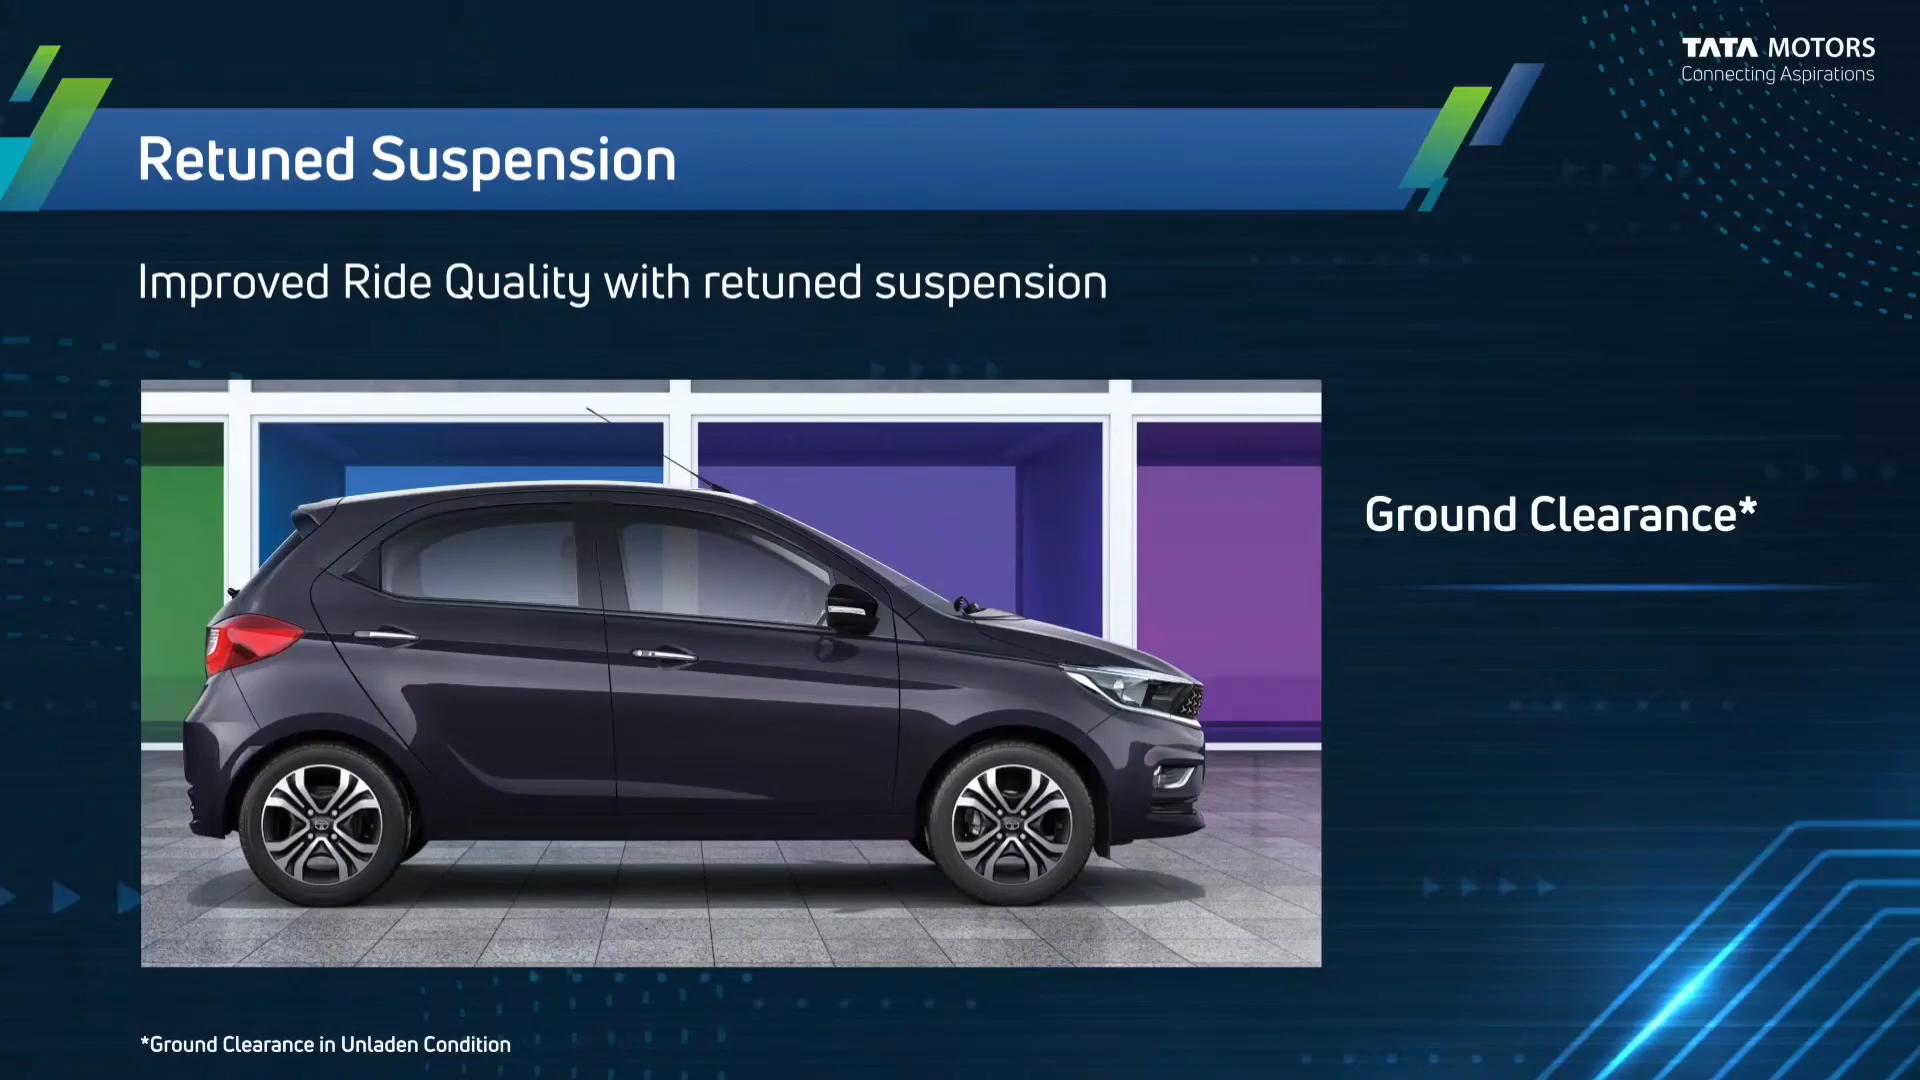 TATA MOTORS
Connecting Aspirations
Retuned Suspension
Improved Ride Quality with retuned suspension
Ground Clearance*
*Ground Clearance in Unladen Condition